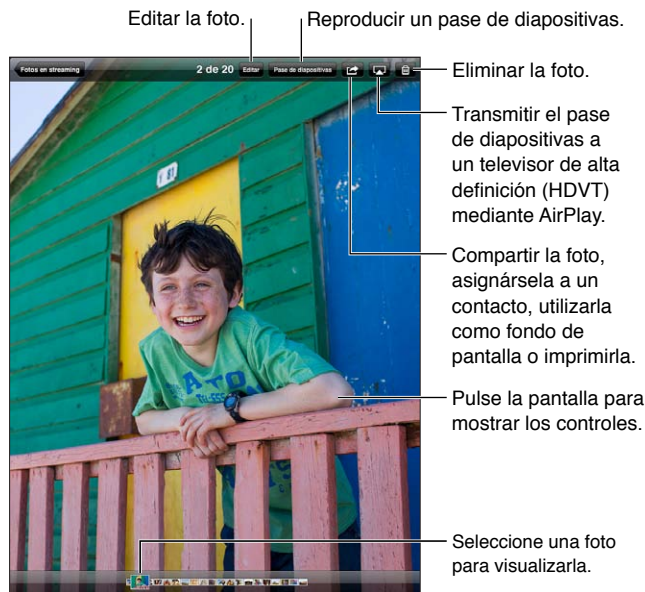 Editar la foto.
Reproducir un pase de diapositivas.
Fotos en streaming
2 de 20
Editar
Pase de diapositivas
Eliminar la foto.
Transmitir el pase
de diapositivas a
un televisor de alta
definición (HDVT)
mediante AirPlay.
81
Compartir la foto,
asignársela a un
contacto, utilizarla
como fondo de
pantalla o imprimirla.
ATO
Pulse la pantalla para
mostrar los controles.
Seleccione una foto
para visualizarla.